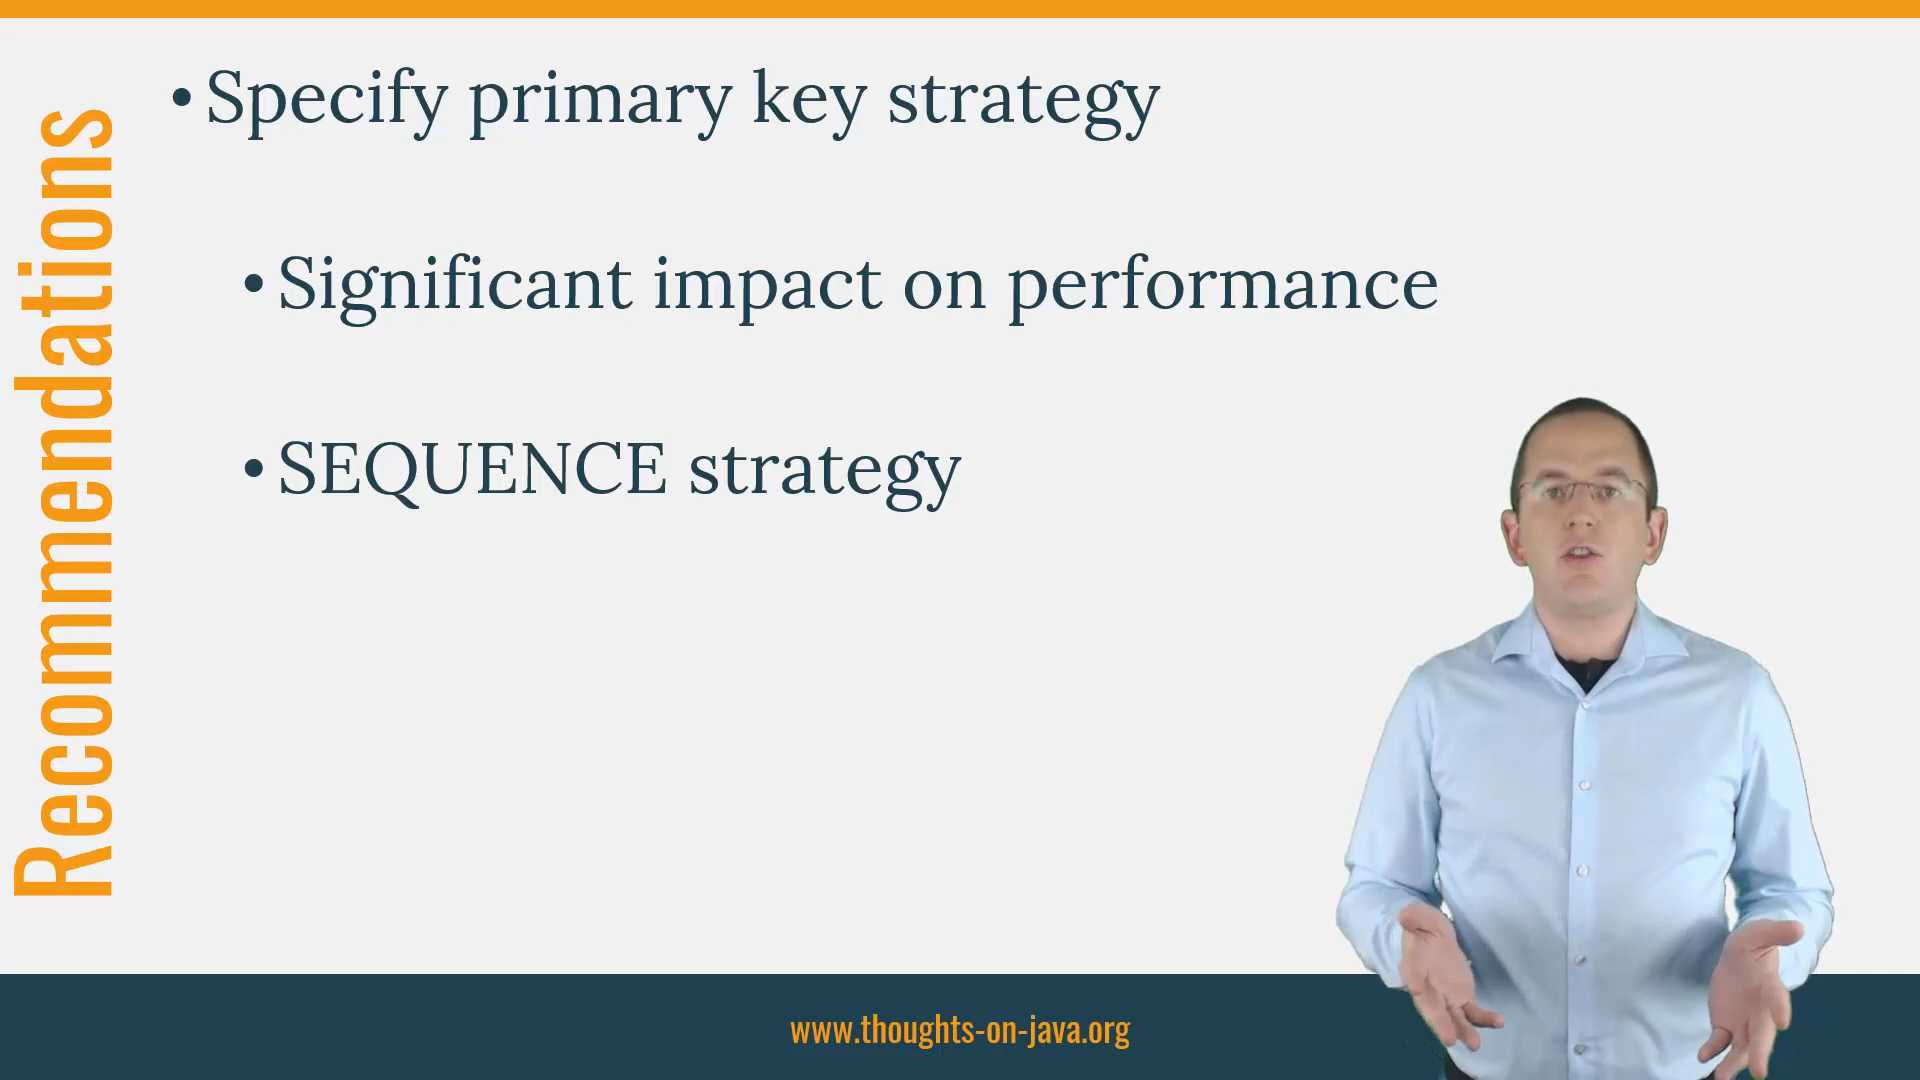 Recommendations
• Specify primary key strategy
• Significant impact on performance
• SEQUENCE strategy
www.thoughts-on-java.org